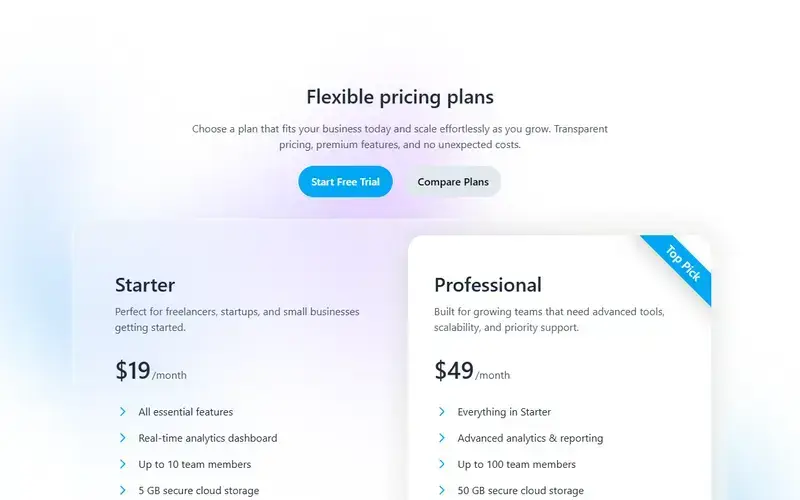 Flexible pricing plans
Choose a plan that fits your business today and scale effortlessly as you grow. Transparent
pricing, premium features, and no unexpected costs.
Start Free Trial
Compare Plans
Starter
Perfect for freelancers, startups, and small businesses
getting started.
$19/month
All essential features
Real-time analytics dashboard
Up to 10 team members
5 GB secure cloud storage
Top Pick
Professional
Built for growing teams that need advanced tools,
scalability, and priority support.
$49/month
Everything in Starter
Advanced analytics & reporting
Up to 100 team members
50 GB secure cloud storage